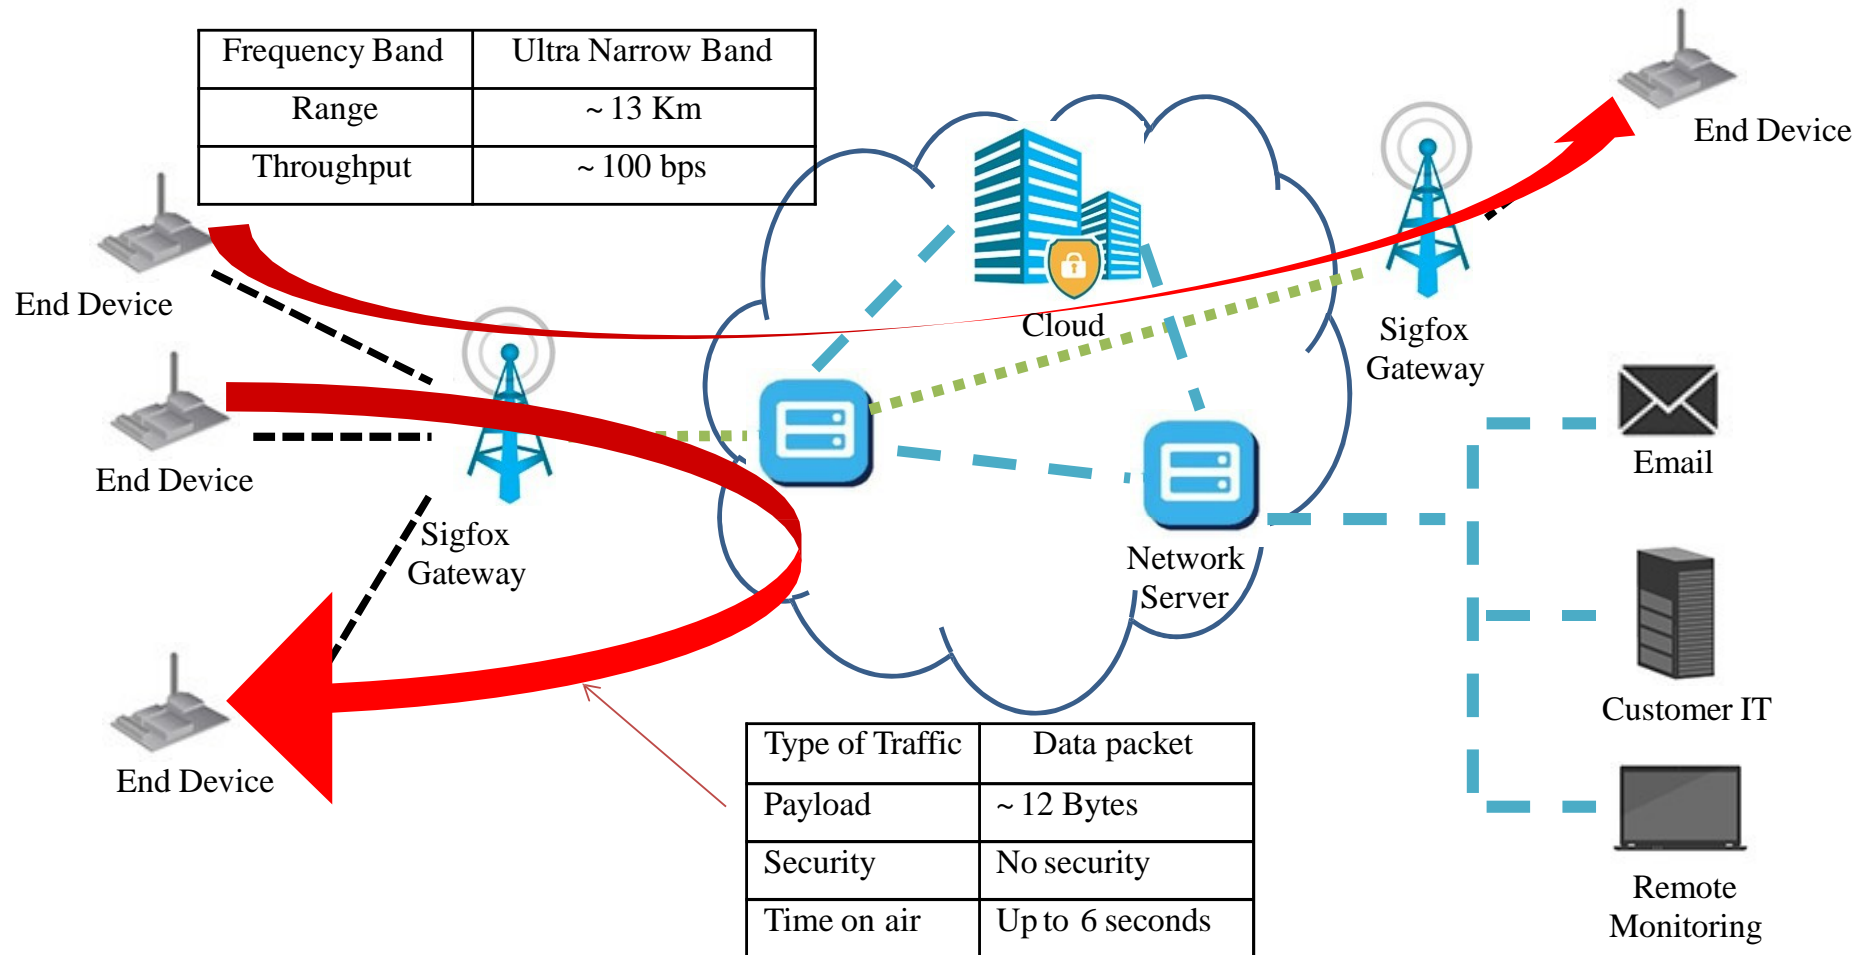 Frequency Band Ultra Narrow Band
Range ~ 13 Km
Throughput ~ 100 bps
End Device
End Device
End Device
Sigfox
Gateway
Cloud
Network
Server
Sigfox
Gateway
End Device
Email
Customer IT
Remote
Monitoring
Type of Traffic Data packet
Payload ~ 12 Bytes
Security No security
Time on air Up to 6 seconds